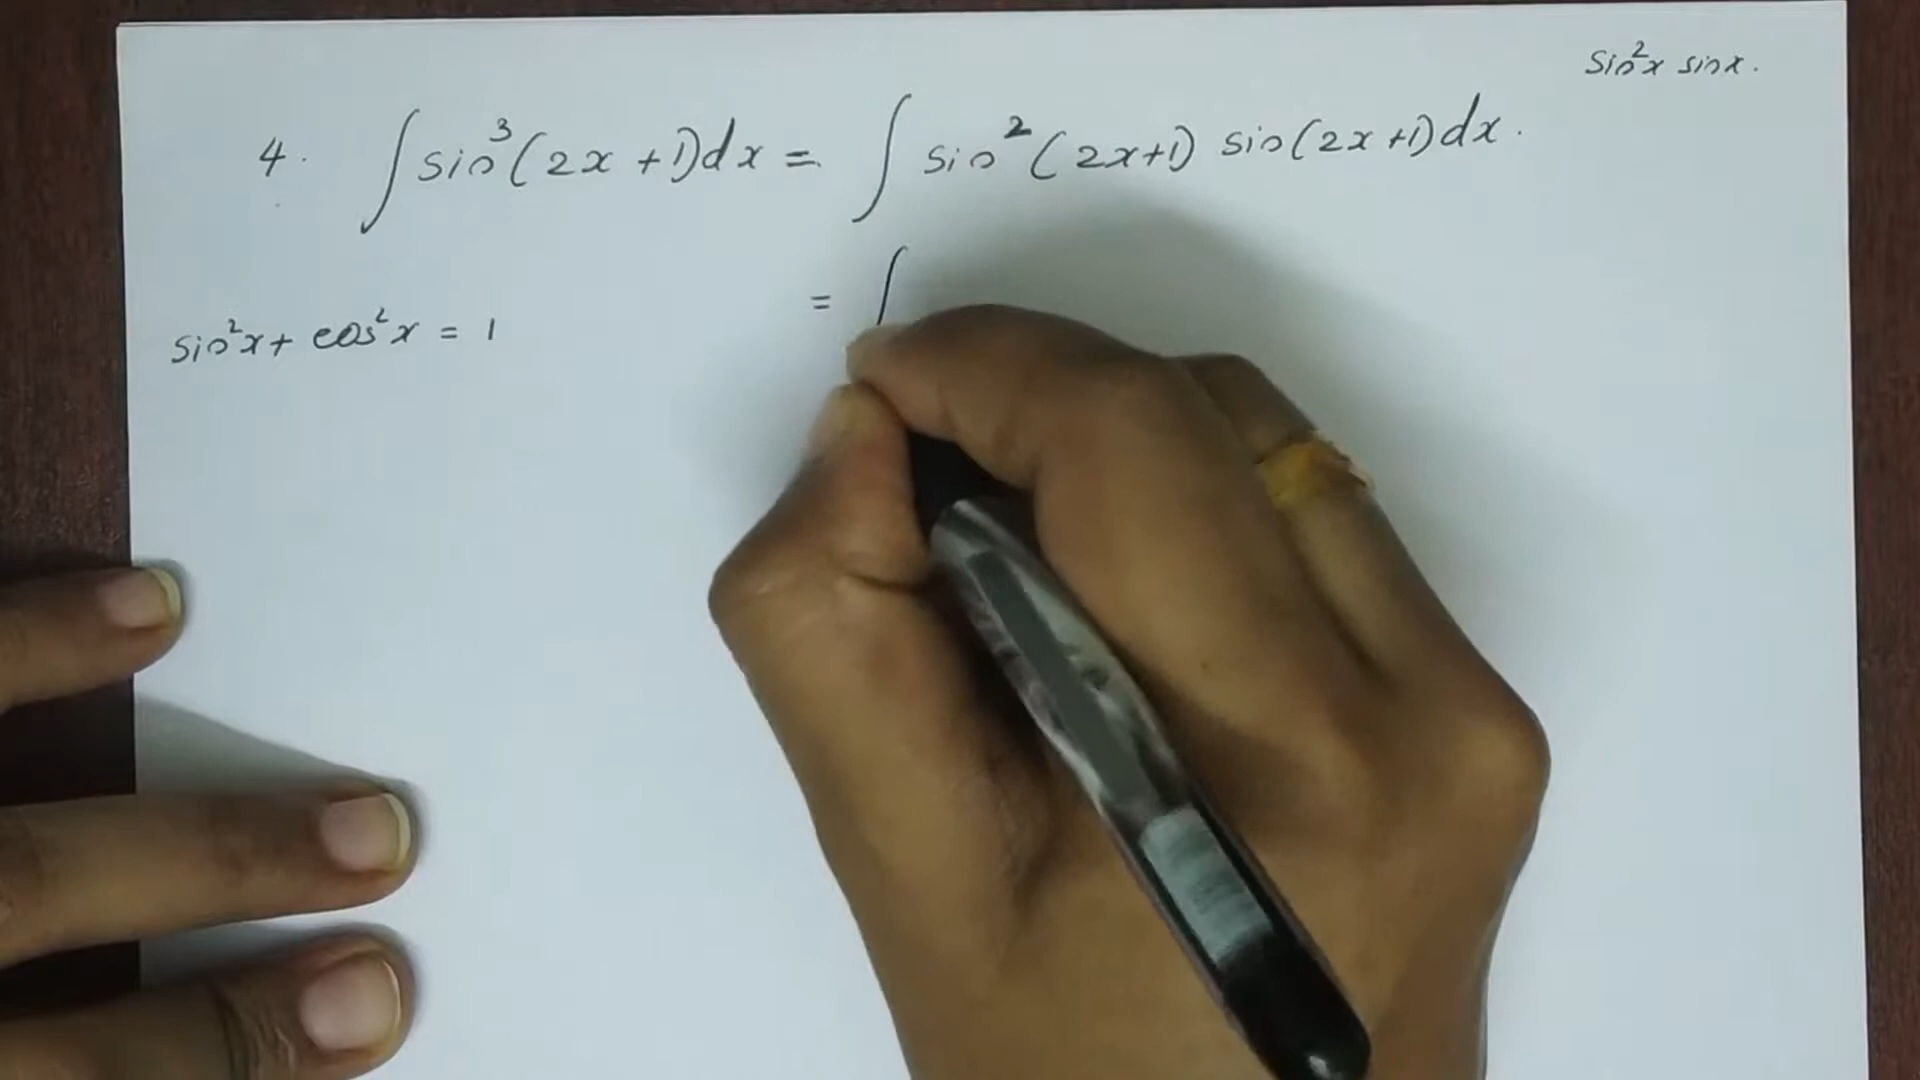 sin²x sinx.
4. ∫sin³(2x+1)dx = ∫sin²(2x+1) sin(2x+1)dx.
= ∫
sin²x + cos²x = 1